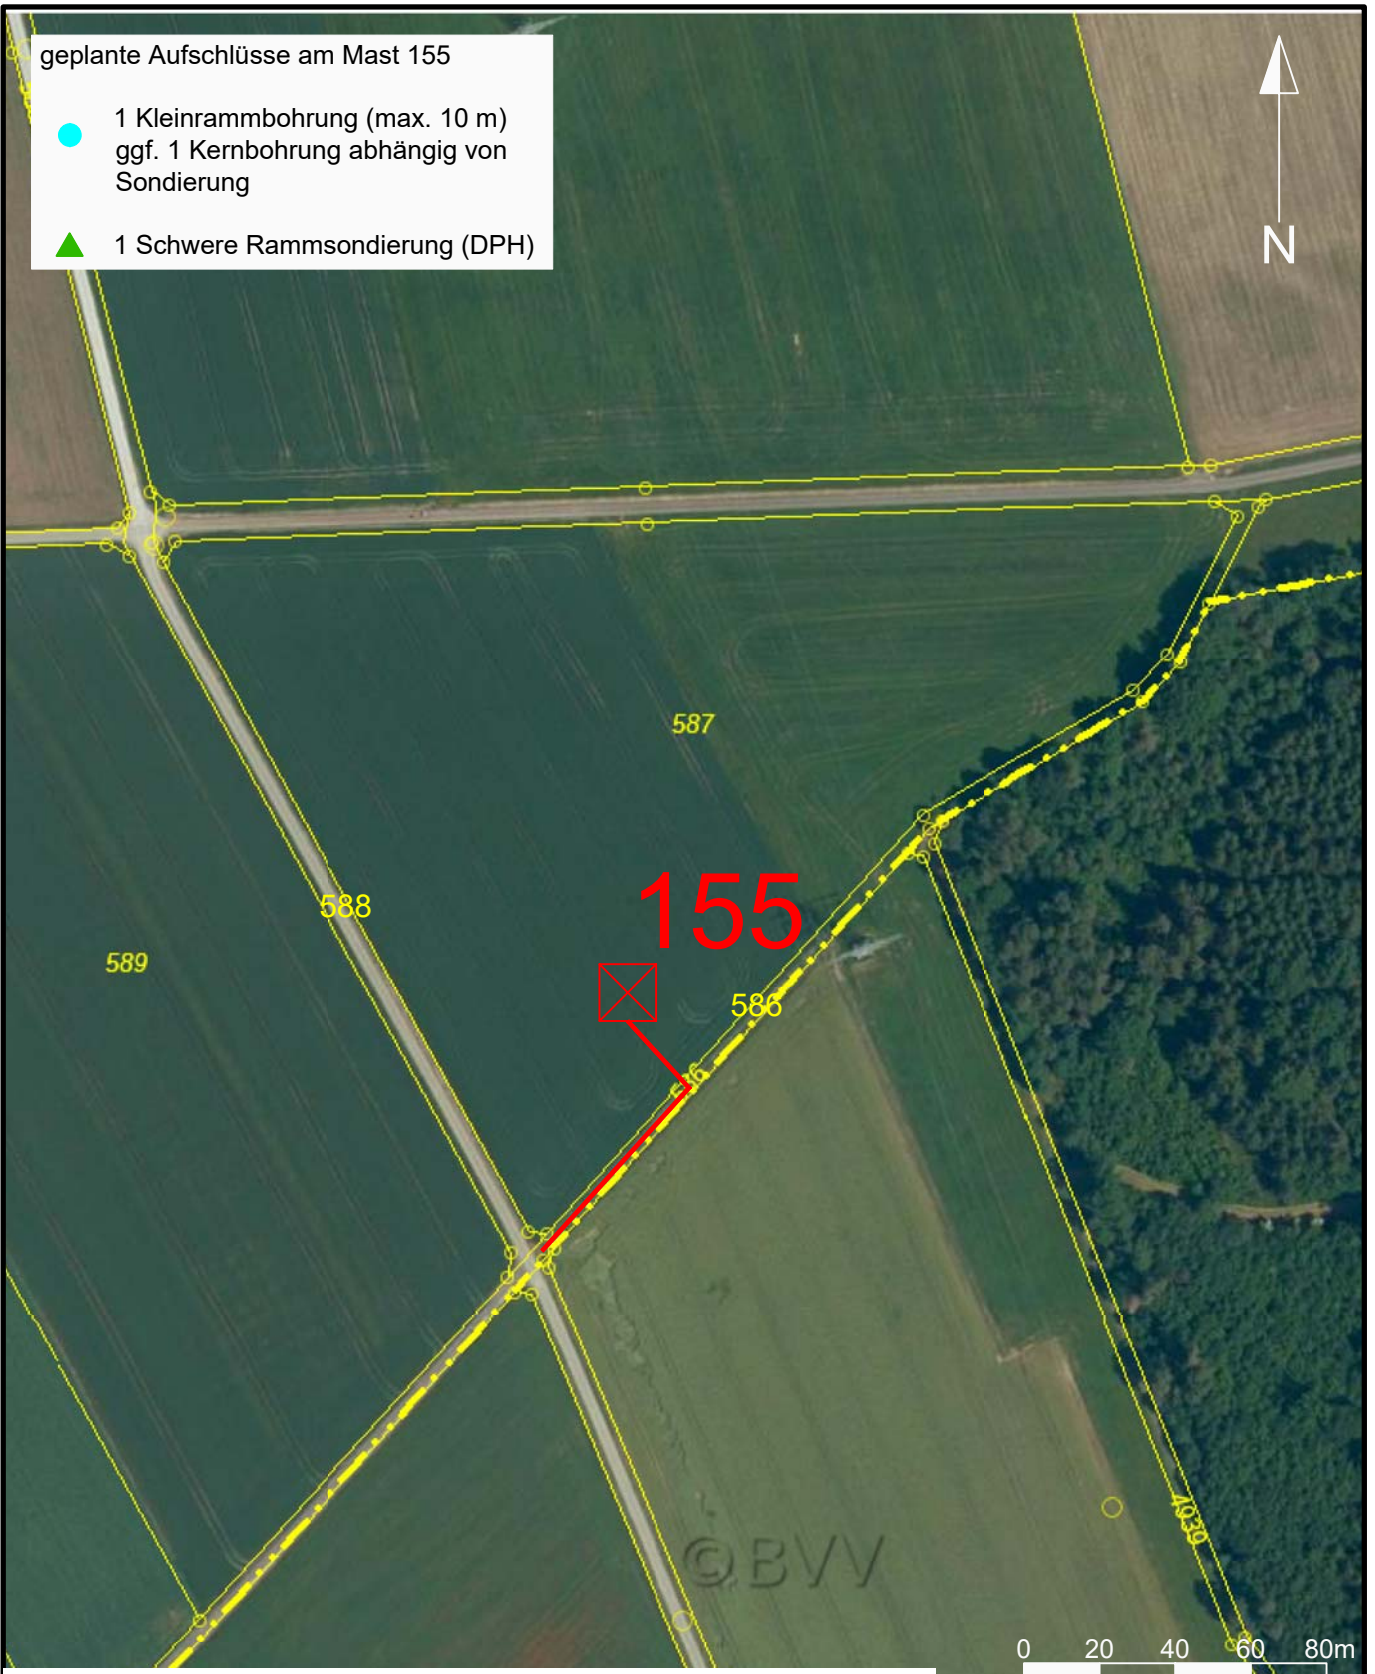 geplante Aufschlüsse am Mast 155
1 Kleinrammbohrung (max. 10 m)
ggf. 1 Kernbohrung abhängig von
Sondierung
1 Schwere Rammsondierung (DPH)
N
587
155
588
589
586
4939
©BVV
0 20 40 60 80m